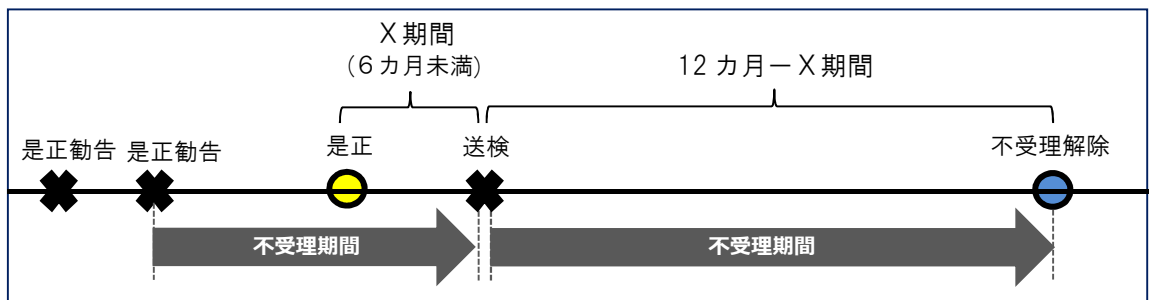 X期間
(6カ月未満)
12カ月ーX期間
是正勧告
是正勧告
是正
送検
不受理解除
不受理期間
不受理期間